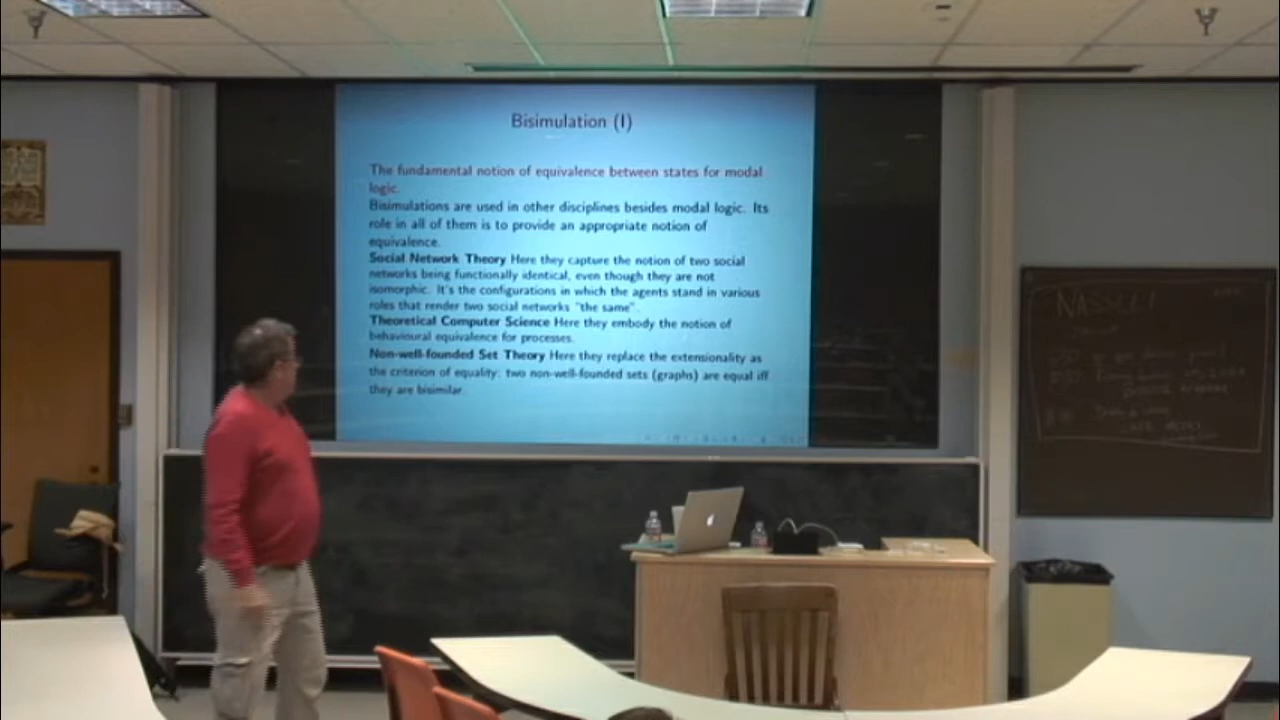 Bisimulation (I)
The fundamental notion of equivalence between states for modal
logic.
Bisimulations are used in other disciplines besides modal logic. Its
role in all of them is to provide an appropriate notion of
equivalence.
Social Network Theory Here they capture the notion of two social
networks being functionally identical, even though they are not
isomorphic. It's the configurations in which the agents stand in various
roles that render two social networks "the same".
Theoretical Computer Science Here they embody the notion of
behavioural equivalence for processes.
Non-well-founded Set Theory Here they replace the extensionality as
the criterion of equality: two non-well-founded sets (graphs) are equal iff
they are bisimilar.